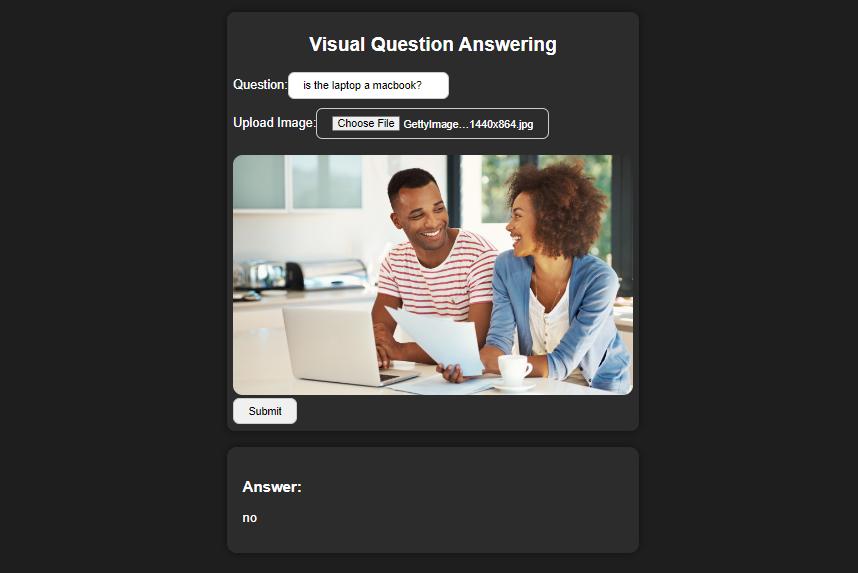 Visual Question Answering
Question: is the laptop a macbook?
Upload Image: Choose File GettyImage...1440x864.jpg
Submit
Answer:
no